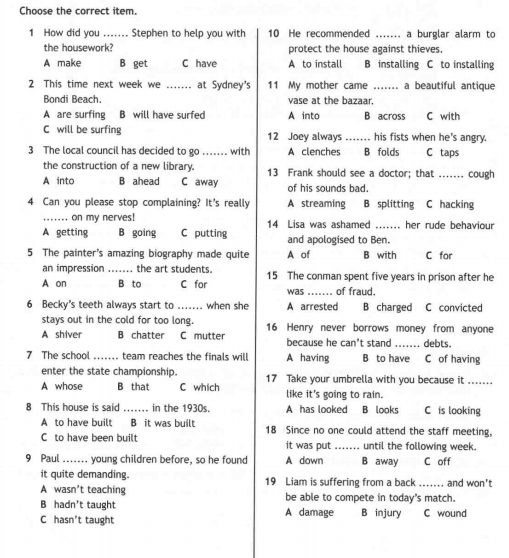 Choose the correct item.
1 How did you ....... Stephen to help you with
the housework?
A make B get C have
2 This time next week we ....... at Sydney's
Bondi Beach.
A are surfing B will have surfed
C will be surfing
3 The local council has decided to go ....... with
the construction of a new library.
A into B ahead C away
4 Can you please stop complaining? It's really
....... on my nerves!
A getting B going C putting
5 The painter's amazing biography made quite
an impression ....... the art students.
A on B to C for
6 Becky's teeth always start to ....... when she
stays out in the cold for too long.
A shiver B chatter C mutter
7 The school ....... team reaches the finals will
enter the state championship.
A whose B that C which
8 This house is said ....... in the 1930s.
A to have built B it was built
C to have been built
9 Paul ....... young children before, so he found
it quite demanding.
A wasn't teaching
B hadn't taught
C hasn't taught
10 He recommended ....... a burglar alarm to
protect the house against thieves.
A to install B installing C to installing
11 My mother came ....... a beautiful antique
vase at the bazaar.
A into B across C with
12 Joey always ....... his fists when he's angry.
A clenches B folds C taps
13 Frank should see a doctor; that ....... cough
of his sounds bad.
A streaming B splitting C hacking
14 Lisa was ashamed ....... her rude behaviour
and apologised to Ben.
A of B with C for
15 The conman spent five years in prison after he
was ....... of fraud.
A arrested B charged C convicted
16 Henry never borrows money from anyone
because he can't stand ....... debts.
A having B to have C of having
17 Take your umbrella with you because it .......
like it's going to rain.
A has looked B looks C is looking
18 Since no one could attend the staff meeting,
it was put ....... until the following week.
A down B away C off
19 Liam is suffering from a back ....... and won't
be able to compete in today's match.
A damage B injury C wound